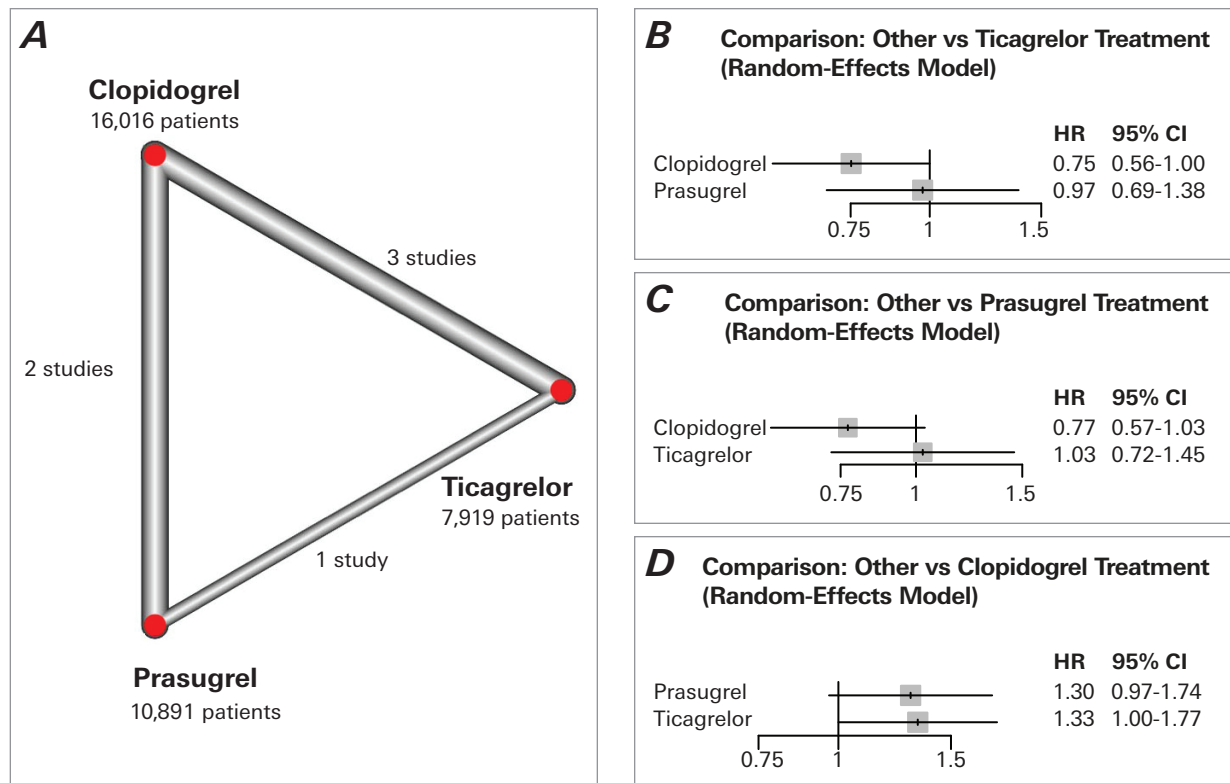 A
Clopidogrel
16,016 patients
3 studies
2 studies
Ticagrelor
7,919 patients
1 study
Prasugrel
10,891 patients
B Comparison: Other vs Ticagrelor Treatment
(Random-Effects Model)
HR 95% CI
Clopidogrel 0.75 0.56-1.00
Prasugrel 0.97 0.69-1.38
0.75 1 1.5
C Comparison: Other vs Prasugrel Treatment
(Random-Effects Model)
HR 95% CI
Clopidogrel 0.77 0.57-1.03
Ticagrelor 1.03 0.72-1.45
0.75 1 1.5
D Comparison: Other vs Clopidogrel Treatment
(Random-Effects Model)
HR 95% CI
Prasugrel 1.30 0.97-1.74
Ticagrelor 1.33 1.00-1.77
0.75 1 1.5